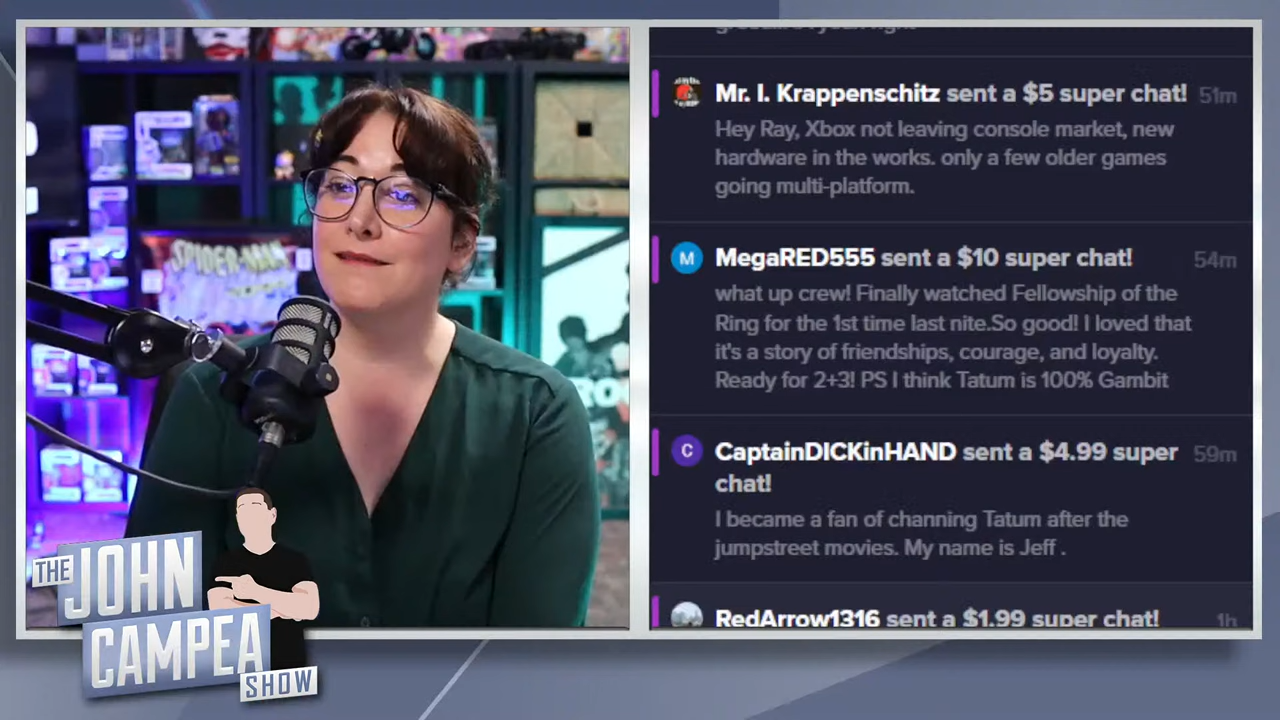 Mr. I. Krappenschitz sent a $5 super chat! 51m
Hey Ray, Xbox not leaving console market, new
hardware in the works. only a few older games
going multi-platform.
M MegaRED555 sent a $10 super chat! 54m
what up crew! Finally watched Fellowship of the
Ring for the 1st time last nite.So good! I loved that
it's a story of friendships, courage, and loyalty.
Ready for 2+3! PS I think Tatum is 100% Gambit
C CaptainDICKinHAND sent a $4.99 super 59m
chat!
I became a fan of channing Tatum after the
jumpstreet movies. My name is Jeff .
RedArrow1316 sent a $1.99 super chat! 1h
SPIDER-MAN
THE
JOHN
CAMPEA
SHOW